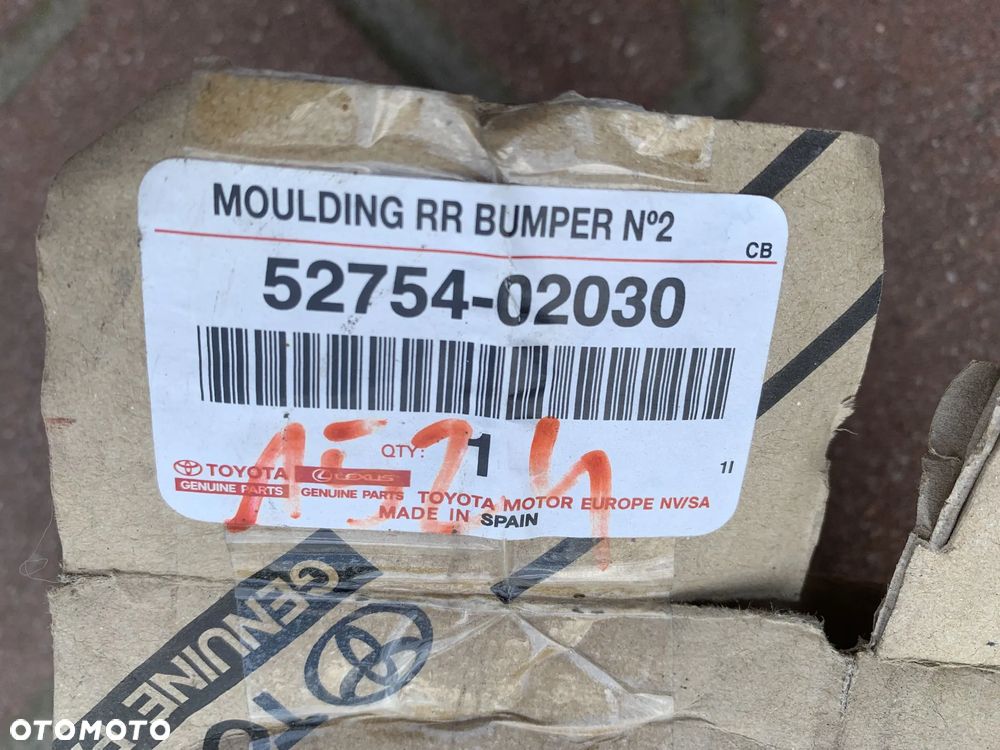 MOULDING RR BUMPER Nº2
CB
52754-02030
QTY: 1
1I
TOYOTA
GENUINE PARTS
LEXUS
GENUINE PARTS
TOYOTA MOTOR EUROPE NV/SA
MADE IN SPAIN
GENUINE
OTOMOTO